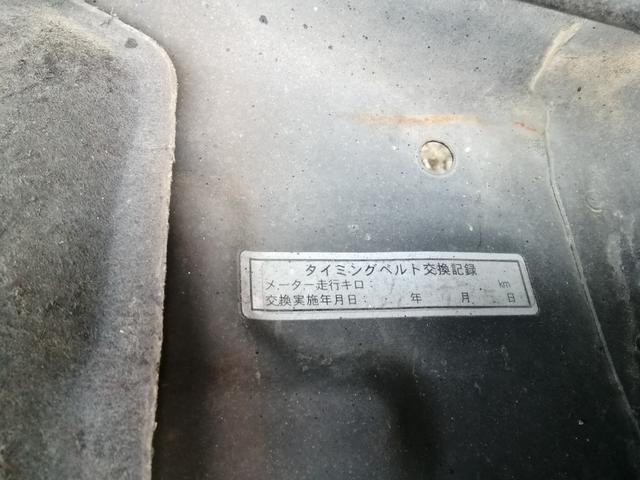 タイミングベルト交換記録
メーター走行キロ： km
交換実施年月日： 年 月 日